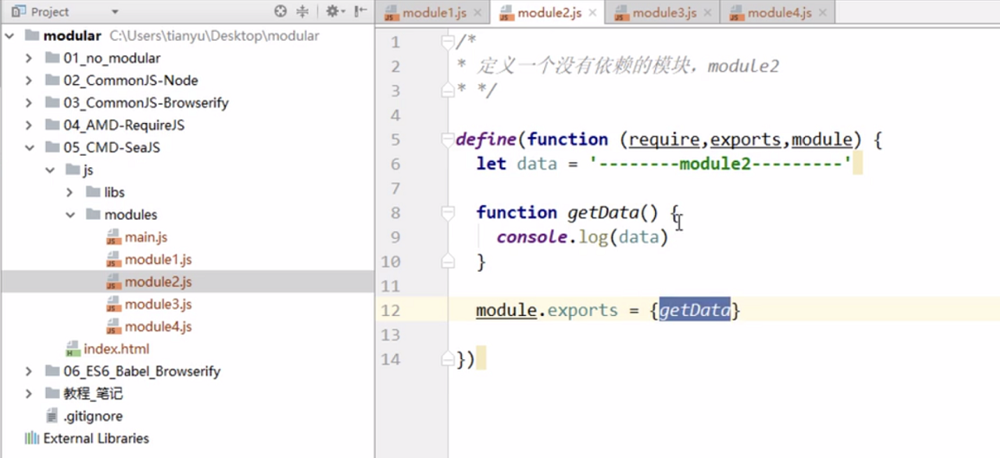 Project
modular C:\Users\tianyu\Desktop\modular
01_no_modular
02_CommonJS-Node
03_CommonJS-Browserify
04_AMD-RequireJS
05_CMD-SeaJS
js
libs
modules
main.js
module1.js
module2.js
module3.js
module4.js
index.html
06_ES6_Babel_Browserify
教程_笔记
.gitignore
External Libraries
module1.js module2.js module3.js module4.js
1 /*
2 * 定义一个没有依赖的模块，module2
3 * */
4
5 define(function (require,exports,module) {
6 let data = '--------module2---------'
7
8 function getData() {
9 console.log(data)
10 }
11
12 module.exports = {getData}
13
14 })